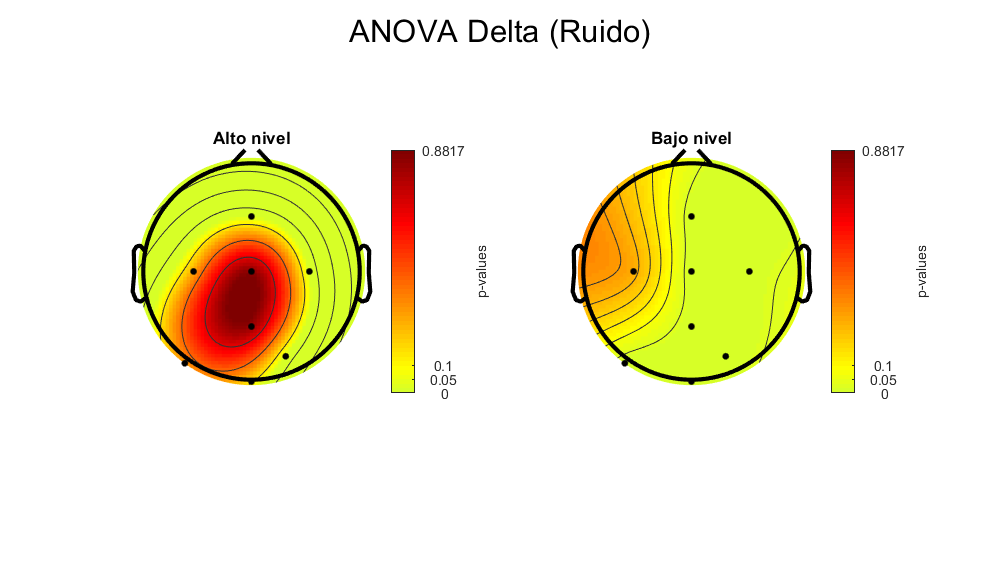 ANOVA Delta (Ruido)
Alto nivel
0.8817
p-values
0.1
0.05
0
Bajo nivel
0.8817
p-values
0.1
0.05
0